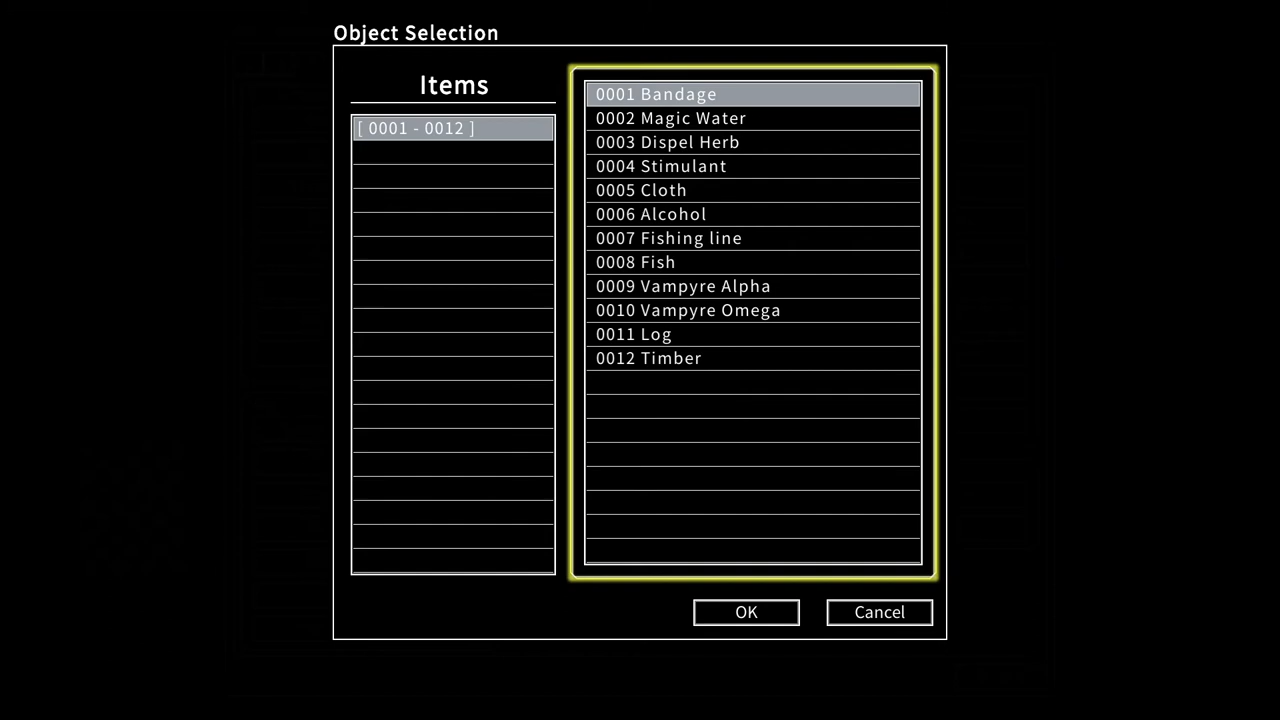 Object Selection
Items
[ 0001 - 0012 ]
0001 Bandage
0002 Magic Water
0003 Dispel Herb
0004 Stimulant
0005 Cloth
0006 Alcohol
0007 Fishing line
0008 Fish
0009 Vampyre Alpha
0010 Vampyre Omega
0011 Log
0012 Timber
OK
Cancel